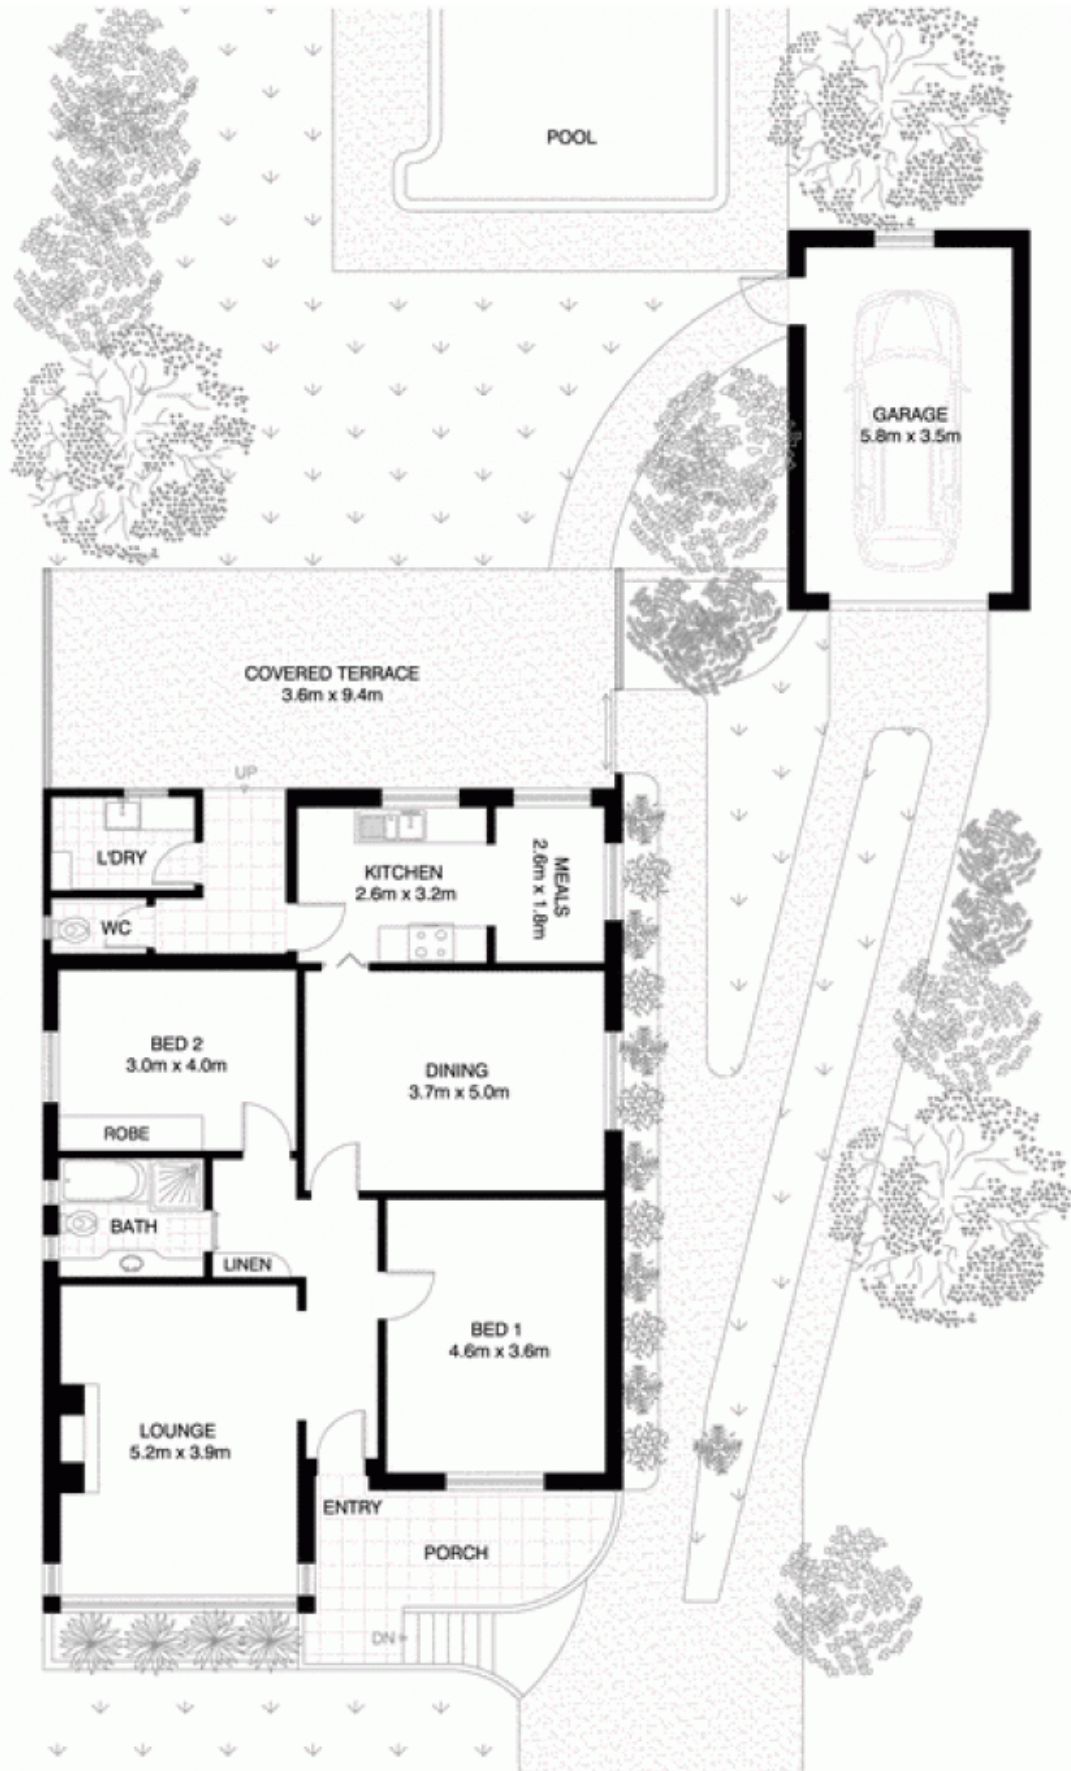 POOL
GARAGE
5.8m x 3.5m
COVERED TERRACE
3.6m x 9.4m
UP
L'DRY
KITCHEN
2.6m x 3.2m
MEALS
2.6m x 1.8m
WC
BED 2
3.0m x 4.0m
DINING
3.7m x 5.0m
ROBE
BATH
LINEN
BED 1
4.6m x 3.6m
LOUNGE
5.2m x 3.9m
ENTRY
PORCH
DN